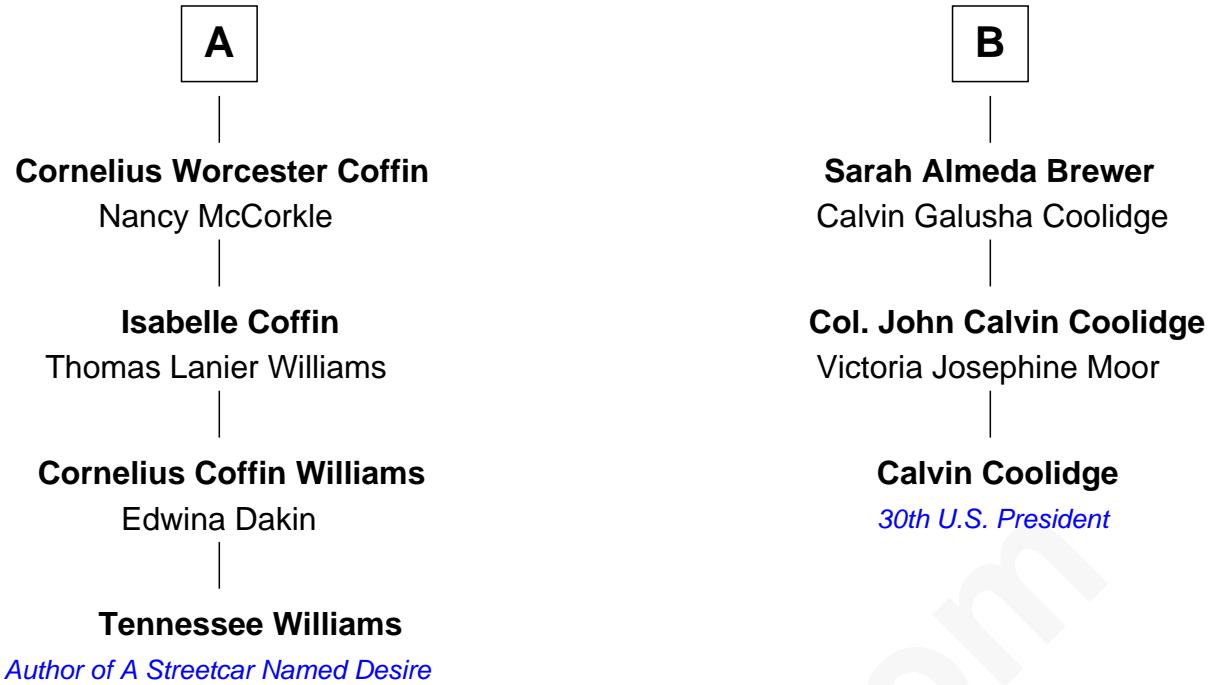 A
Cornelius Worcester Coffin
Nancy McCorkle
Isabelle Coffin
Thomas Lanier Williams
Cornelius Coffin Williams
Edwina Dakin
Tennessee Williams
Author of A Streetcar Named Desire
B
Sarah Almeda Brewer
Calvin Galusha Coolidge
Col. John Calvin Coolidge
Victoria Josephine Moor
Calvin Coolidge
30th U.S. President
om